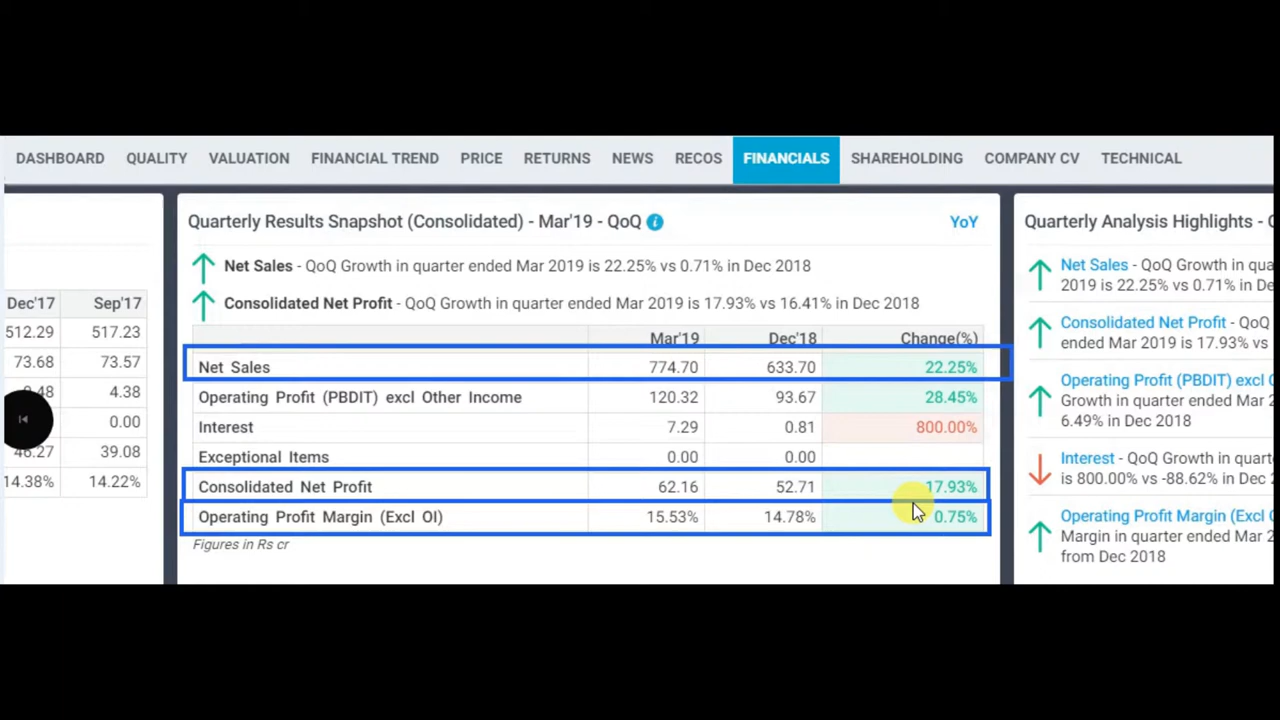 DASHBOARD QUALITY VALUATION FINANCIAL TREND PRICE RETURNS NEWS RECOS FINANCIALS SHAREHOLDING COMPANY CV TECHNICAL
Dec'17 Sep'17
512.29 517.23
73.68 73.57
4.38
0.00
39.08
14.38% 14.22%
Quarterly Results Snapshot (Consolidated) - Mar'19 - QoQ YoY
Net Sales - QoQ Growth in quarter ended Mar 2019 is 22.25% vs 0.71% in Dec 2018
Consolidated Net Profit - QoQ Growth in quarter ended Mar 2019 is 17.93% vs 16.41% in Dec 2018
Mar'19 Dec'18 Change(%)
Net Sales 774.70 633.70 22.25%
Operating Profit (PBDIT) excl Other Income 120.32 93.67 28.45%
Interest 7.29 0.81 800.00%
Exceptional Items 0.00 0.00
Consolidated Net Profit 62.16 52.71 17.93%
Operating Profit Margin (Excl OI) 15.53% 14.78% 0.75%
Figures in Rs cr
Quarterly Analysis Highlights -
Net Sales - QoQ Growth in qua
2019 is 22.25% vs 0.71% in De
Consolidated Net Profit - QoQ
ended Mar 2019 is 17.93% vs
Operating Profit (PBDIT) excl
Growth in quarter ended Mar 2
6.49% in Dec 2018
Interest - QoQ Growth in quart
is 800.00% vs -88.62% in Dec
Operating Profit Margin (Excl
Margin in quarter ended Mar 2
from Dec 2018